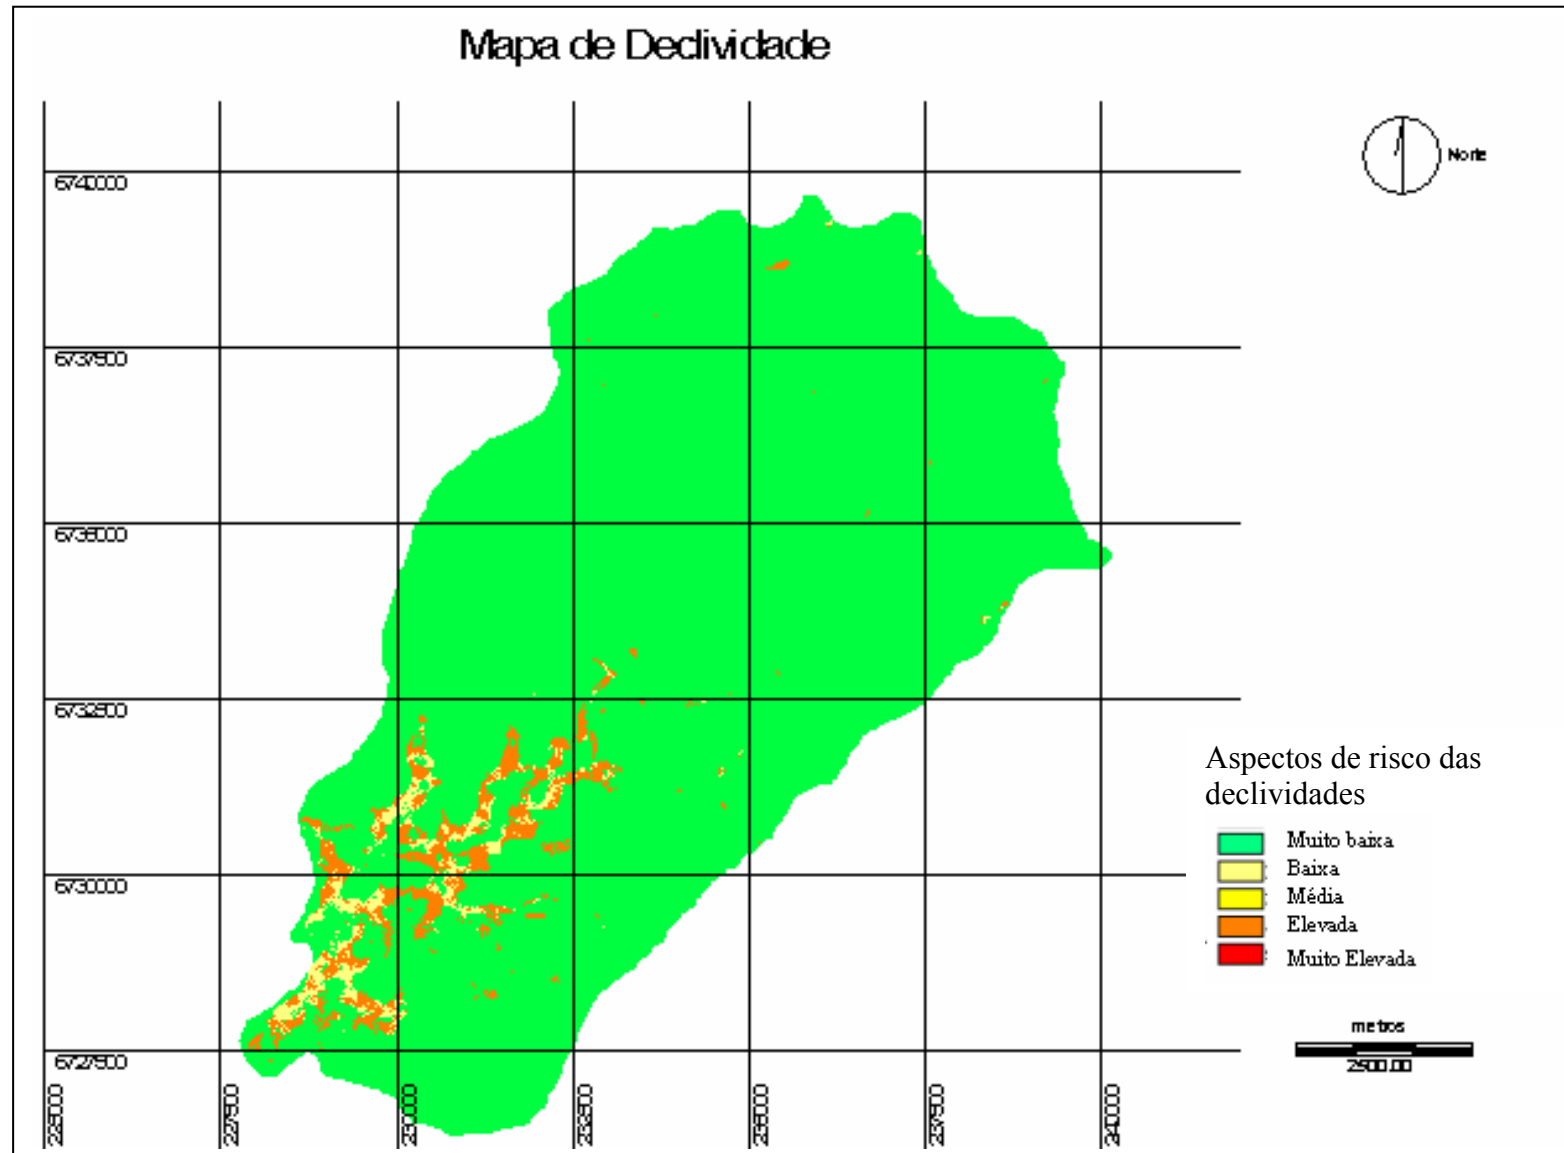 Mapa de Declividade
Norte
6740000
6737500
6735000
6732500
6730000
6727500
225000
227500
230000
232500
235000
237500
240000
Aspectos de risco das
declividades
Muito baixa
Baixa
Média
Elevada
Muito Elevada
metros
2500.00